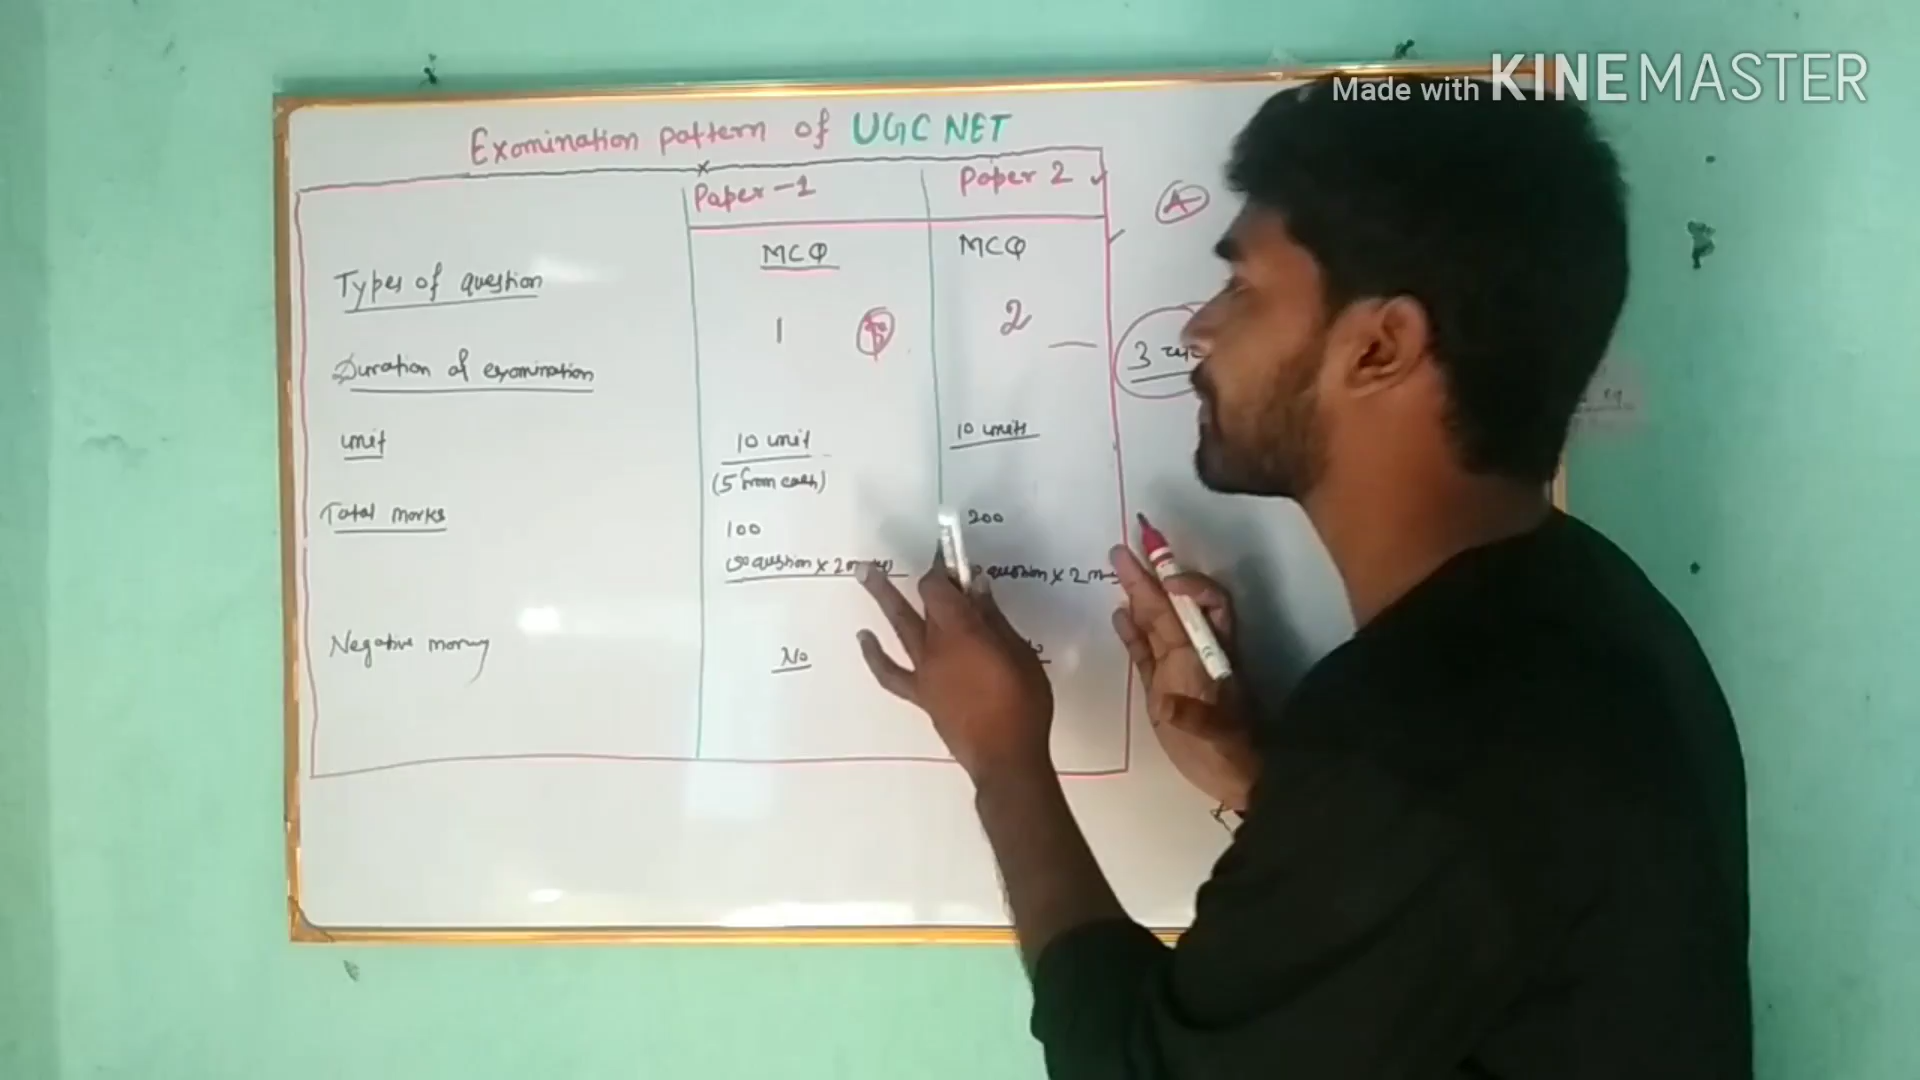 Made with KINEMASTER
Examination pattern of UGC NET
Paper-1 Paper 2
MCQ MCQ
Types of question
1 2
Duration of examination
3
unit 10 unit 10 units
(5 from each)
Total marks 100 200
50 question x 2 question x 2
Negative No